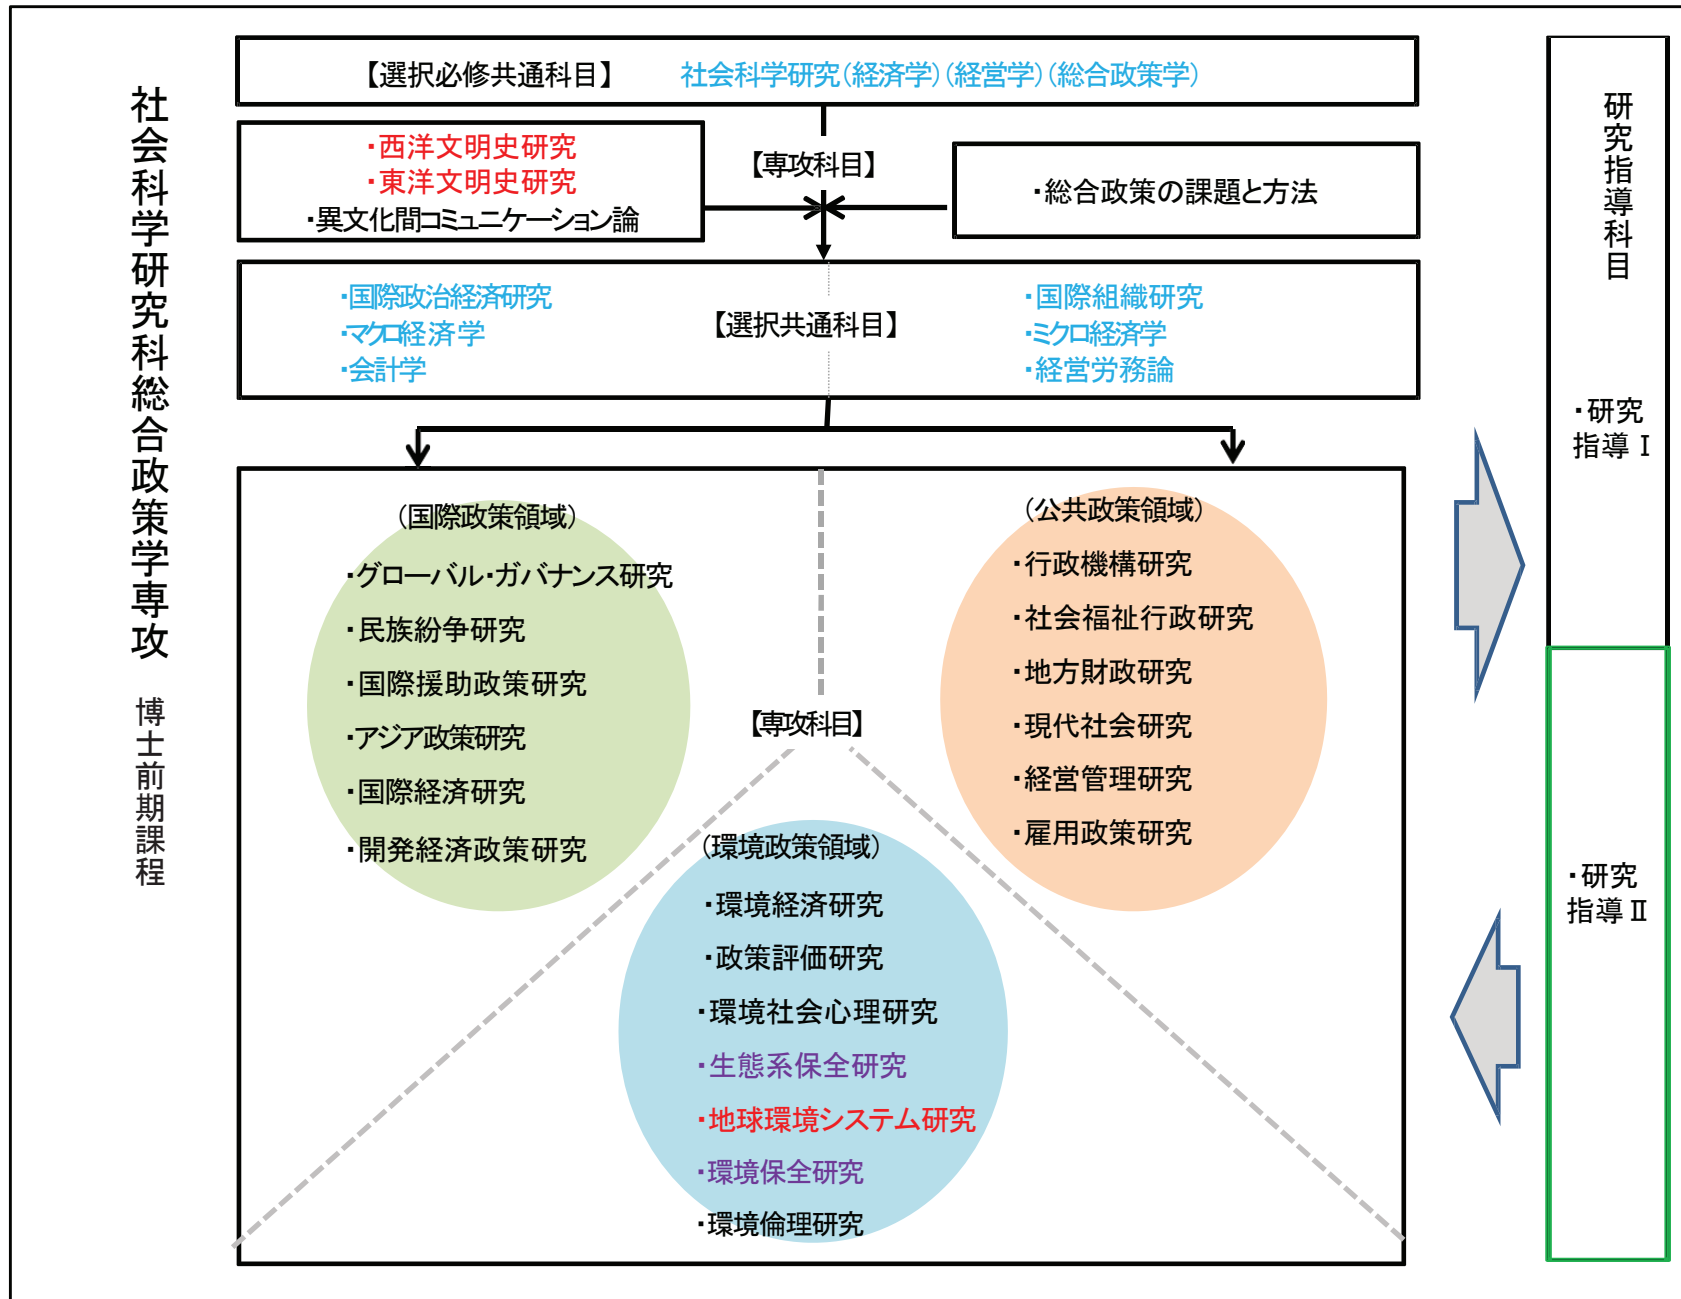 社会科学研究科総合政策学専攻 博士前期課程
【選択必修共通科目】 社会科学研究(経済学)(経営学)(総合政策学)
・西洋文明史研究
・東洋文明史研究
・異文化間コミュニケーション論
【専攻科目】
・総合政策の課題と方法
・国際政治経済研究
・マクロ経済学
・会計学
【選択共通科目】
・国際組織研究
・ミクロ経済学
・経営労務論
(国際政策領域)
・グローバル・ガバナンス研究
・民族紛争研究
・国際援助政策研究
・アジア政策研究
・国際経済研究
・開発経済政策研究
(公共政策領域)
・行政機構研究
・社会福祉行政研究
・地方財政研究
・現代社会研究
・経営管理研究
・雇用政策研究
【専攻科目】
(環境政策領域)
・環境経済研究
・政策評価研究
・環境社会心理研究
・生態系保全研究
・地球環境システム研究
・環境保全研究
・環境倫理研究
研究指導科目
・研究
指導Ⅰ
・研究
指導Ⅱ